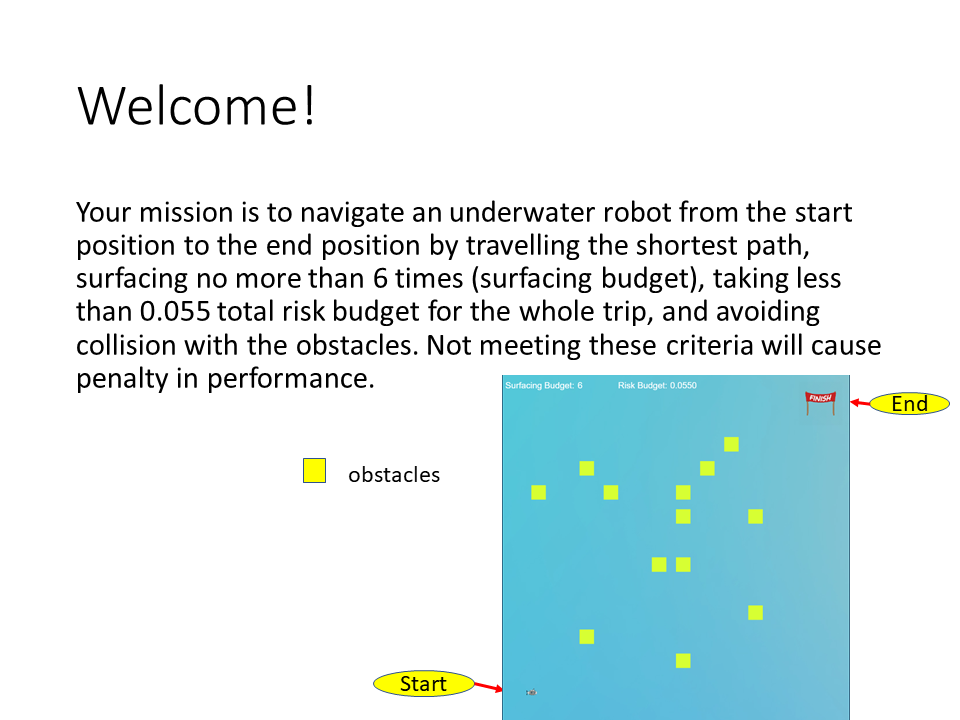 Welcome!
Your mission is to navigate an underwater robot from the start
position to the end position by travelling the shortest path,
surfacing no more than 6 times (surfacing budget), taking less
than 0.055 total risk budget for the whole trip, and avoiding
collision with the obstacles. Not meeting these criteria will cause
penalty in performance.
Surfacing Budget: 6 Risk Budget: 0.0550
FINISH
End
obstacles
Start